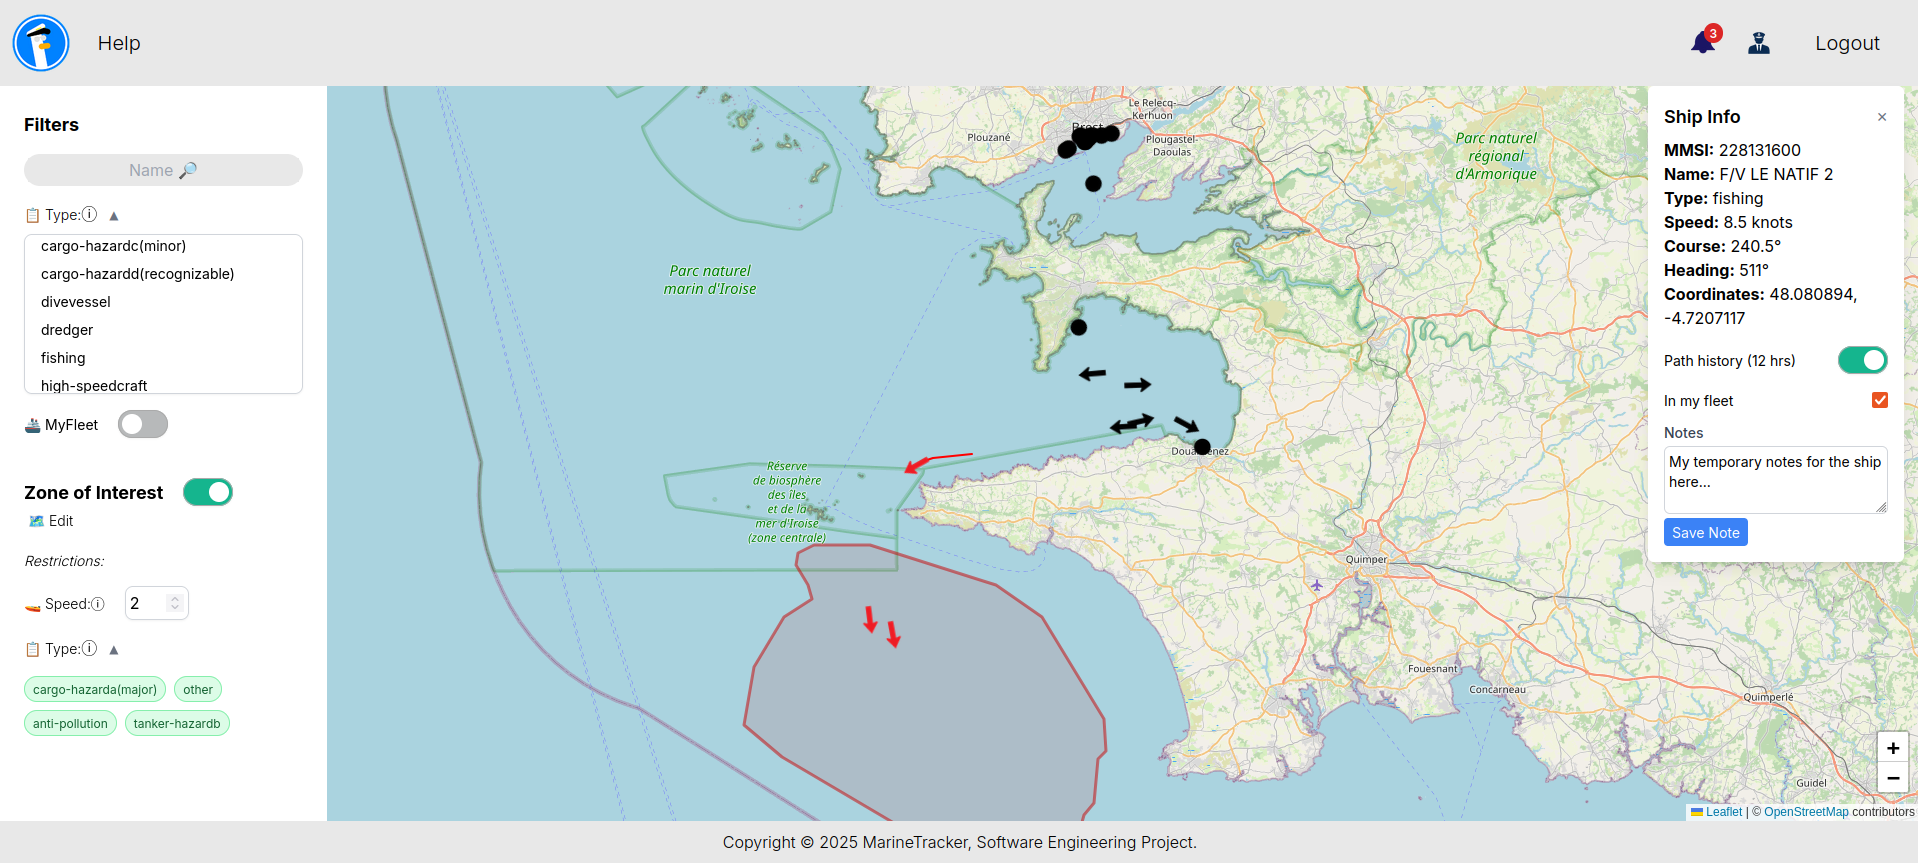 Help
3
Logout
Filters
Name 🔎
📋 Type:ⓘ ▲
cargo-hazardc(minor)
cargo-hazardd(recognizable)
divevessel
dredger
fishing
high-speedcraft
🚢 MyFleet
Zone of Interest
🗺️ Edit
Restrictions:
🚤 Speed:ⓘ 2
📋 Type:ⓘ ▲
cargo-hazarda(major)
other
anti-pollution
tanker-hazardb
Le Relecq-
Kerhuon
Brest
Plouzané
Plougastel-
Daoulas
Parc naturel
régional
d'Armorique
Parc naturel
marin d'Iroise
Réserve
de biosphère
des îles
et de la
mer d'Iroise
(zone centrale)
Quimper
Fouesnant
Concarneau
Quimperlé
Guidel
Ship Info
×
MMSI: 228131600
Name: F/V LE NATIF 2
Type: fishing
Speed: 8.5 knots
Course: 240.5°
Heading: 511°
Coordinates: 48.080894,
-4.7207117
Path history (12 hrs)
In my fleet
Notes
My temporary notes for the ship
here...
Save Note
+
−
Leaflet | © OpenStreetMap contributors
Copyright © 2025 MarineTracker, Software Engineering Project.